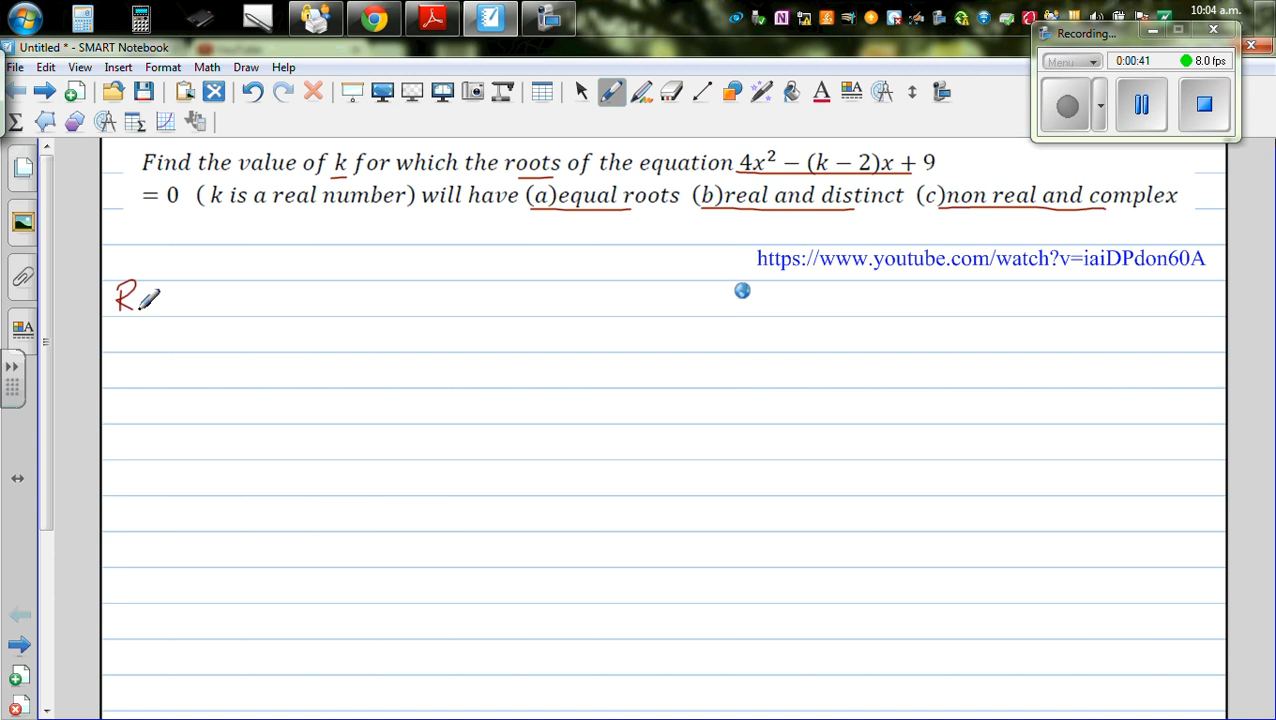 10:04 a.m.
Untitled * - SMART Notebook
Recording...
File Edit View Insert Format Math Draw Help
Menu
0:00:41
8.0 fps
Find the value of k for which the roots of the equation 4x² − (k − 2)x + 9
= 0 ( k is a real number) will have (a)equal roots (b)real and distinct (c)non real and complex
https://www.youtube.com/watch?v=iaiDPdon60A
R